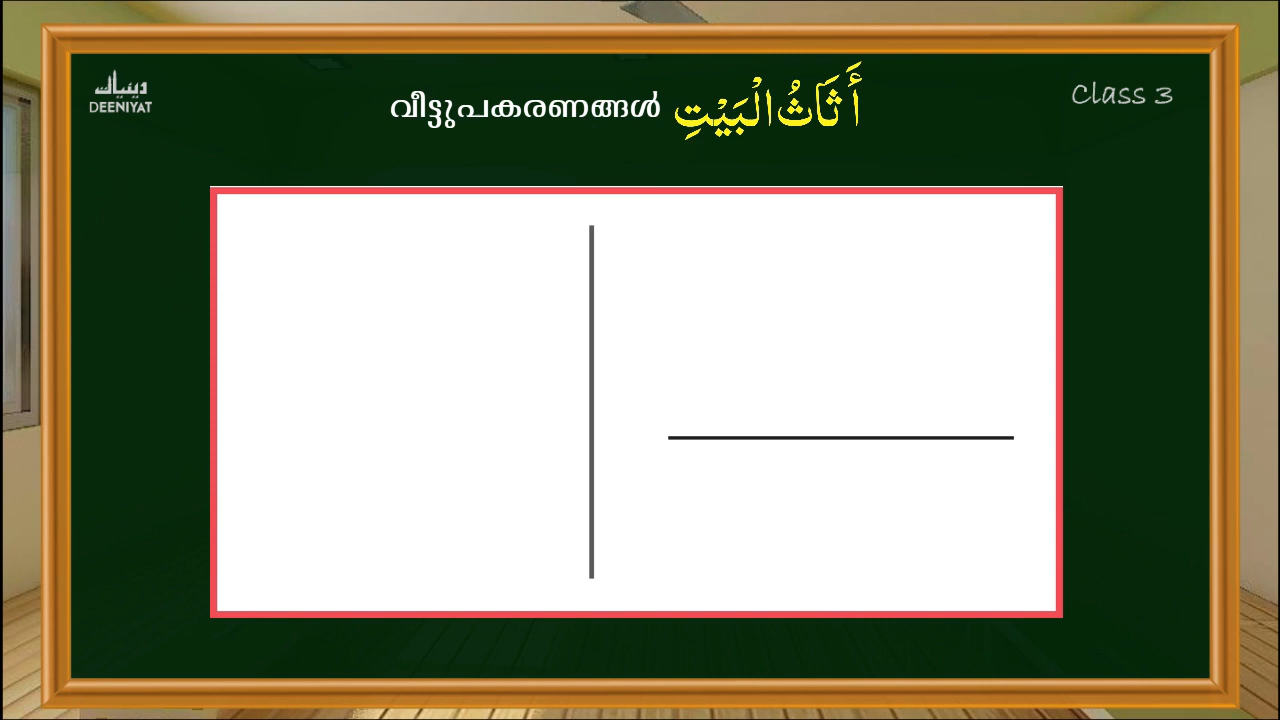 دينيات
DEENIYAT
വീട്ടുപകരണങ്ങൾ أَثَاثُ الْبَيْتِ
Class 3